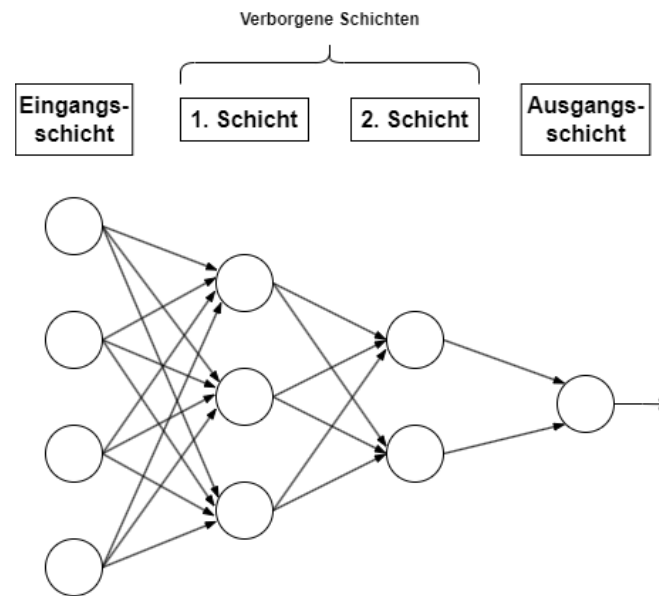 Verborgene Schichten
Eingangs-
schicht
1. Schicht
2. Schicht
Ausgangs-
schicht